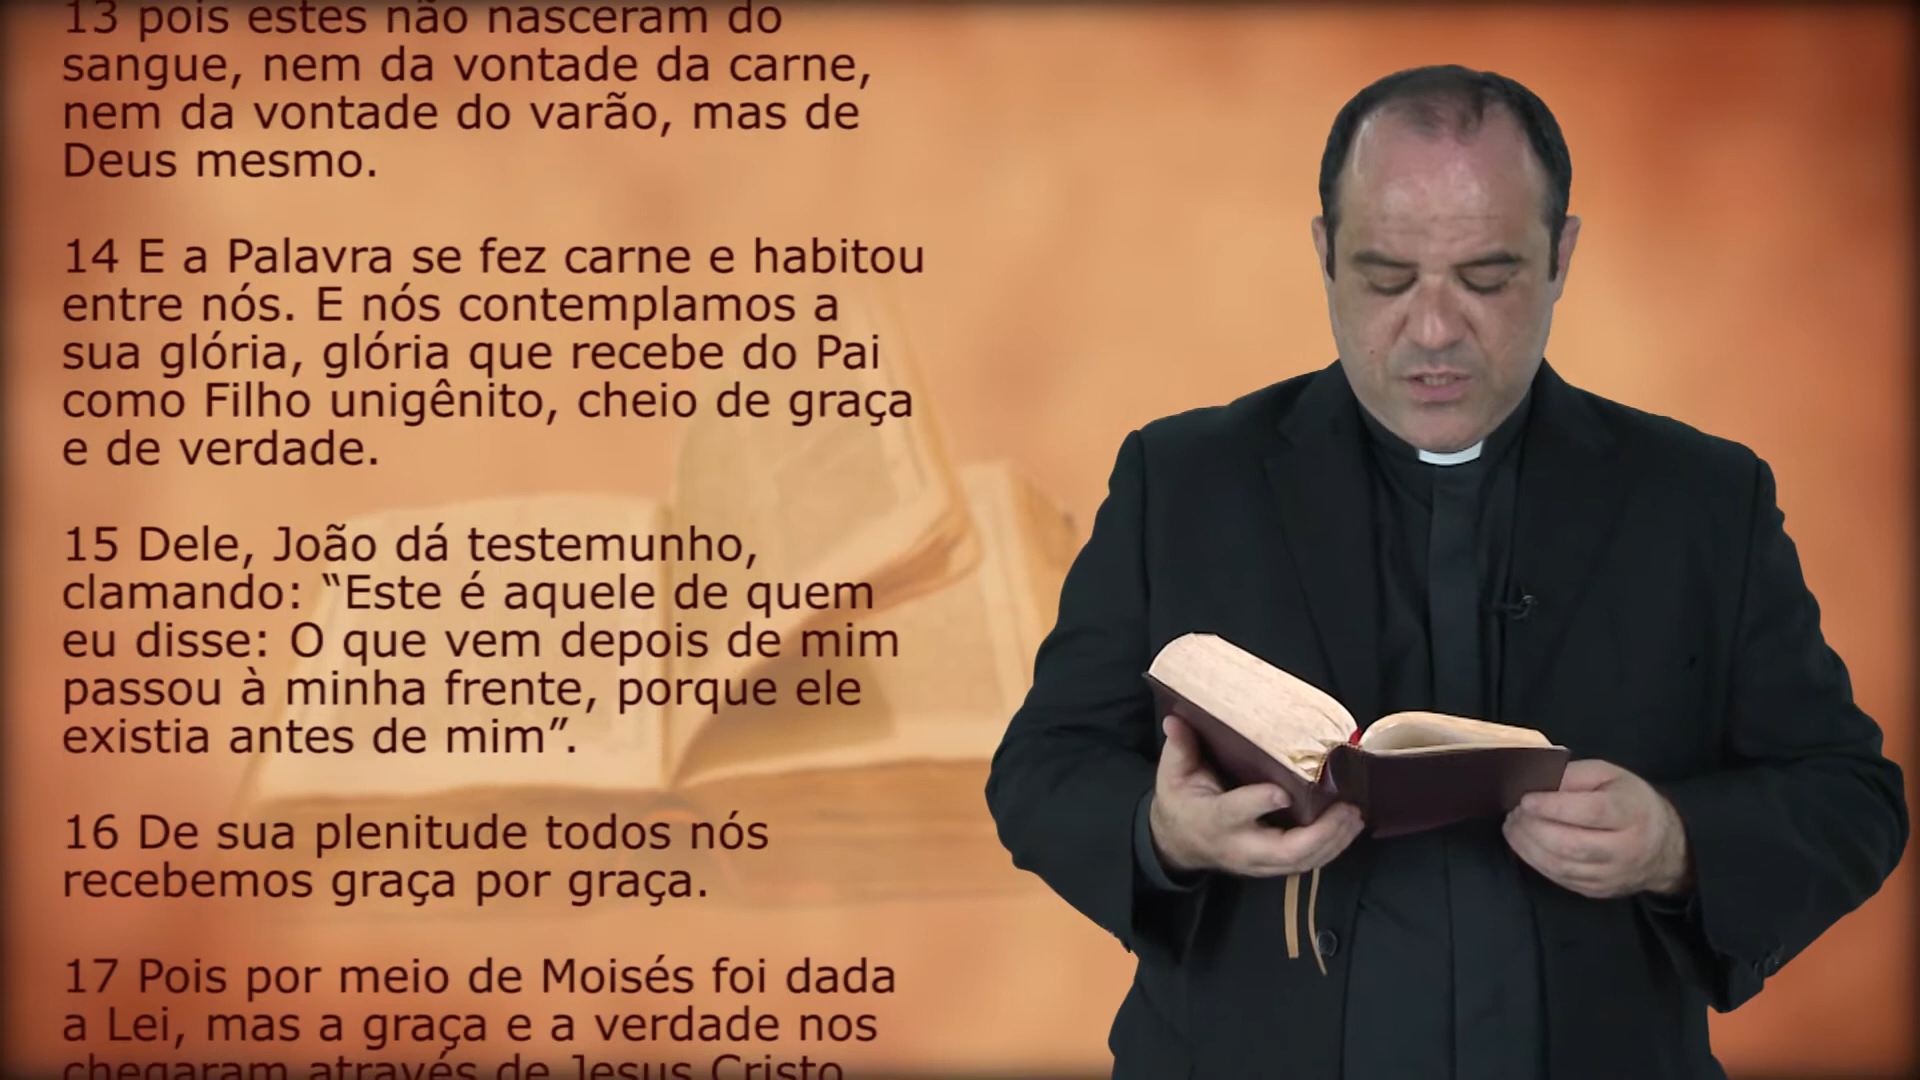 13 pois estes não nasceram do
sangue, nem da vontade da carne,
nem da vontade do varão, mas de
Deus mesmo.
14 E a Palavra se fez carne e habitou
entre nós. E nós contemplamos a
sua glória, glória que recebe do Pai
como Filho unigênito, cheio de graça
e de verdade.
15 Dele, João dá testemunho,
clamando: “Este é aquele de quem
eu disse: O que vem depois de mim
passou à minha frente, porque ele
existia antes de mim”.
16 De sua plenitude todos nós
recebemos graça por graça.
17 Pois por meio de Moisés foi dada
a Lei, mas a graça e a verdade nos
chegaram através de Jesus Cristo